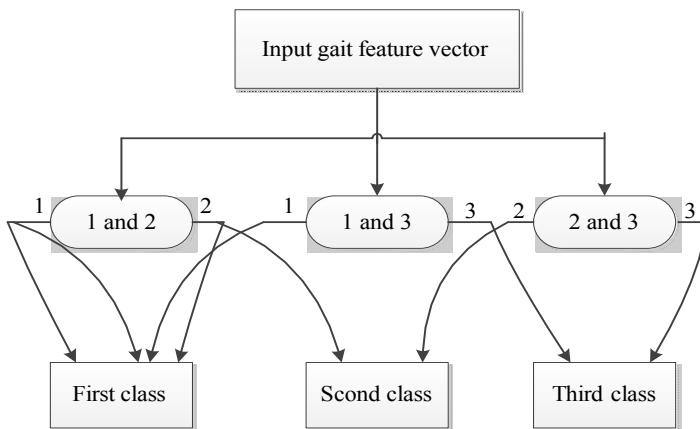 Input gait feature vector
1
1 and 2
2
1
1 and 3
3
2
2 and 3
3
First class
Scond class
Third class